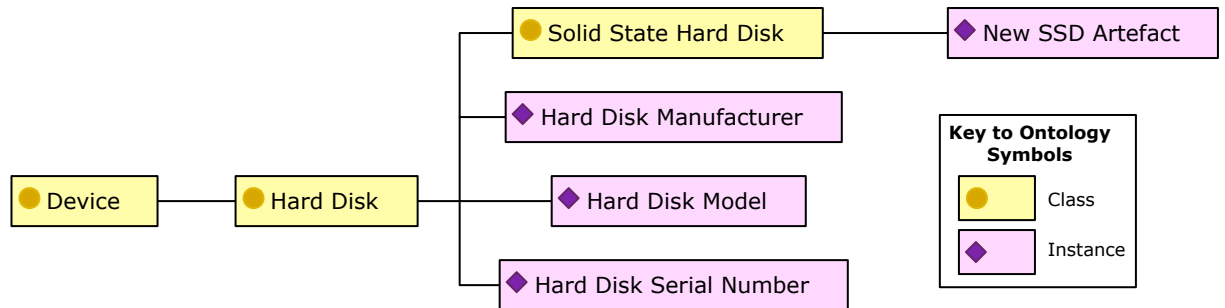 Solid State Hard Disk
New SSD Artefact
Hard Disk Manufacturer
Device
Hard Disk
Hard Disk Model
Hard Disk Serial Number
Key to Ontology
Symbols
Class
Instance